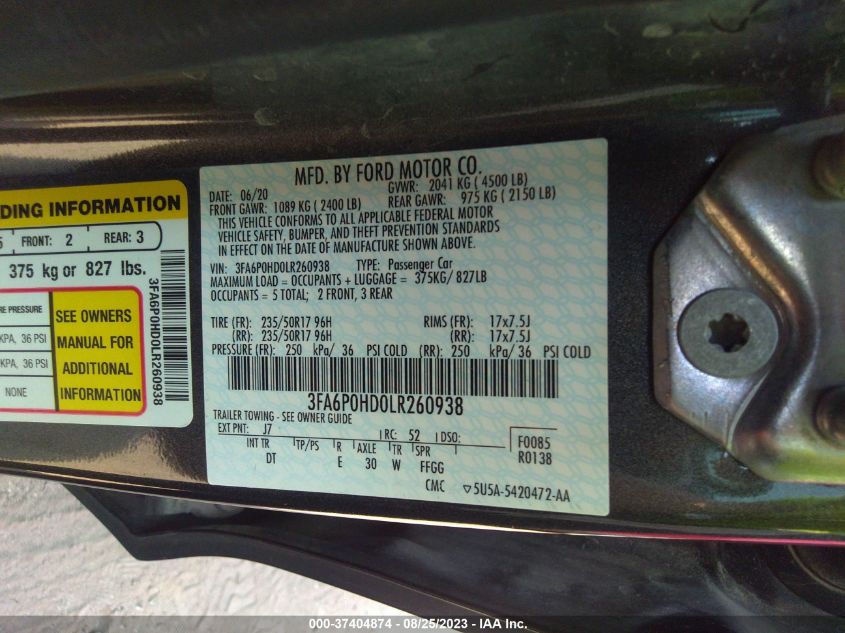 DING INFORMATION
5 FRONT: 2 REAR: 3
375 kg or 827 lbs.
E PRESSURE
KPA, 36 PSI
KPA, 36 PSI
NONE
SEE OWNERS
MANUAL FOR
ADDITIONAL
INFORMATION
3FA6P0HD0LR260938
MFD. BY FORD MOTOR CO.
DATE: 06/20 GVWR: 2041 KG ( 4500 LB)
FRONT GAWR: 1089 KG ( 2400 LB) REAR GAWR: 975 KG ( 2150 LB)
THIS VEHICLE CONFORMS TO ALL APPLICABLE FEDERAL MOTOR
VEHICLE SAFETY, BUMPER, AND THEFT PREVENTION STANDARDS
IN EFFECT ON THE DATE OF MANUFACTURE SHOWN ABOVE.
VIN: 3FA6P0HD0LR260938 TYPE: Passenger Car
MAXIMUM LOAD = OCCUPANTS + LUGGAGE = 375KG/ 827LB
OCCUPANTS = 5 TOTAL; 2 FRONT, 3 REAR
TIRE (FR): 235/50R17 96H RIMS (FR): 17x7.5J
(RR): 235/50R17 96H (RR): 17x7.5J
PRESSURE (FR): 250 kPa/ 36 PSI COLD (RR): 250 kPa/ 36 PSI COLD
3FA6P0HD0LR260938
TRAILER TOWING - SEE OWNER GUIDE
EXT PNT: J7 RC: 52 DSO: F0085
INT TR TP/PS R AXLE TR SPR R0138
DT E 30 W FFGG
CMC ▽5U5A-5420472-AA
000-37404874 - 08/25/2023 - IAA Inc.